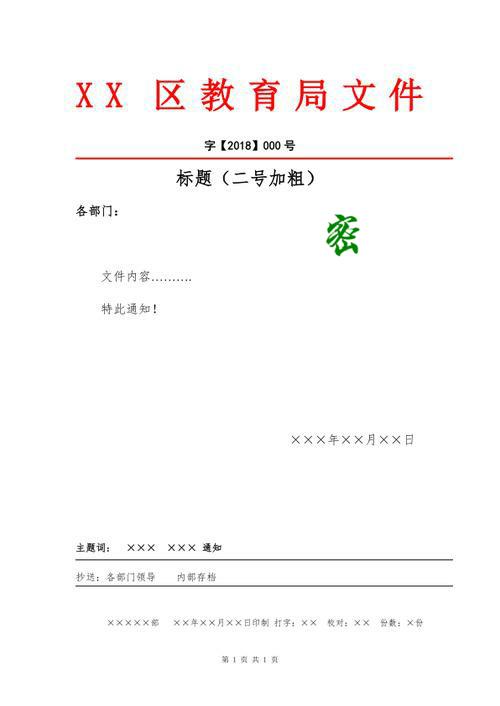 XX 区教育局文件
字【2018】000 号
标题（二号加粗）
各部门：
密
文件内容……….
特此通知！
×××年××月××日
主题词： ××× ××× 通知
抄送：各部门领导 内部存档
×××××部 ××年××月××日印制 打字：×× 校对：×× 份数：×份
第 1 页 共 1 页